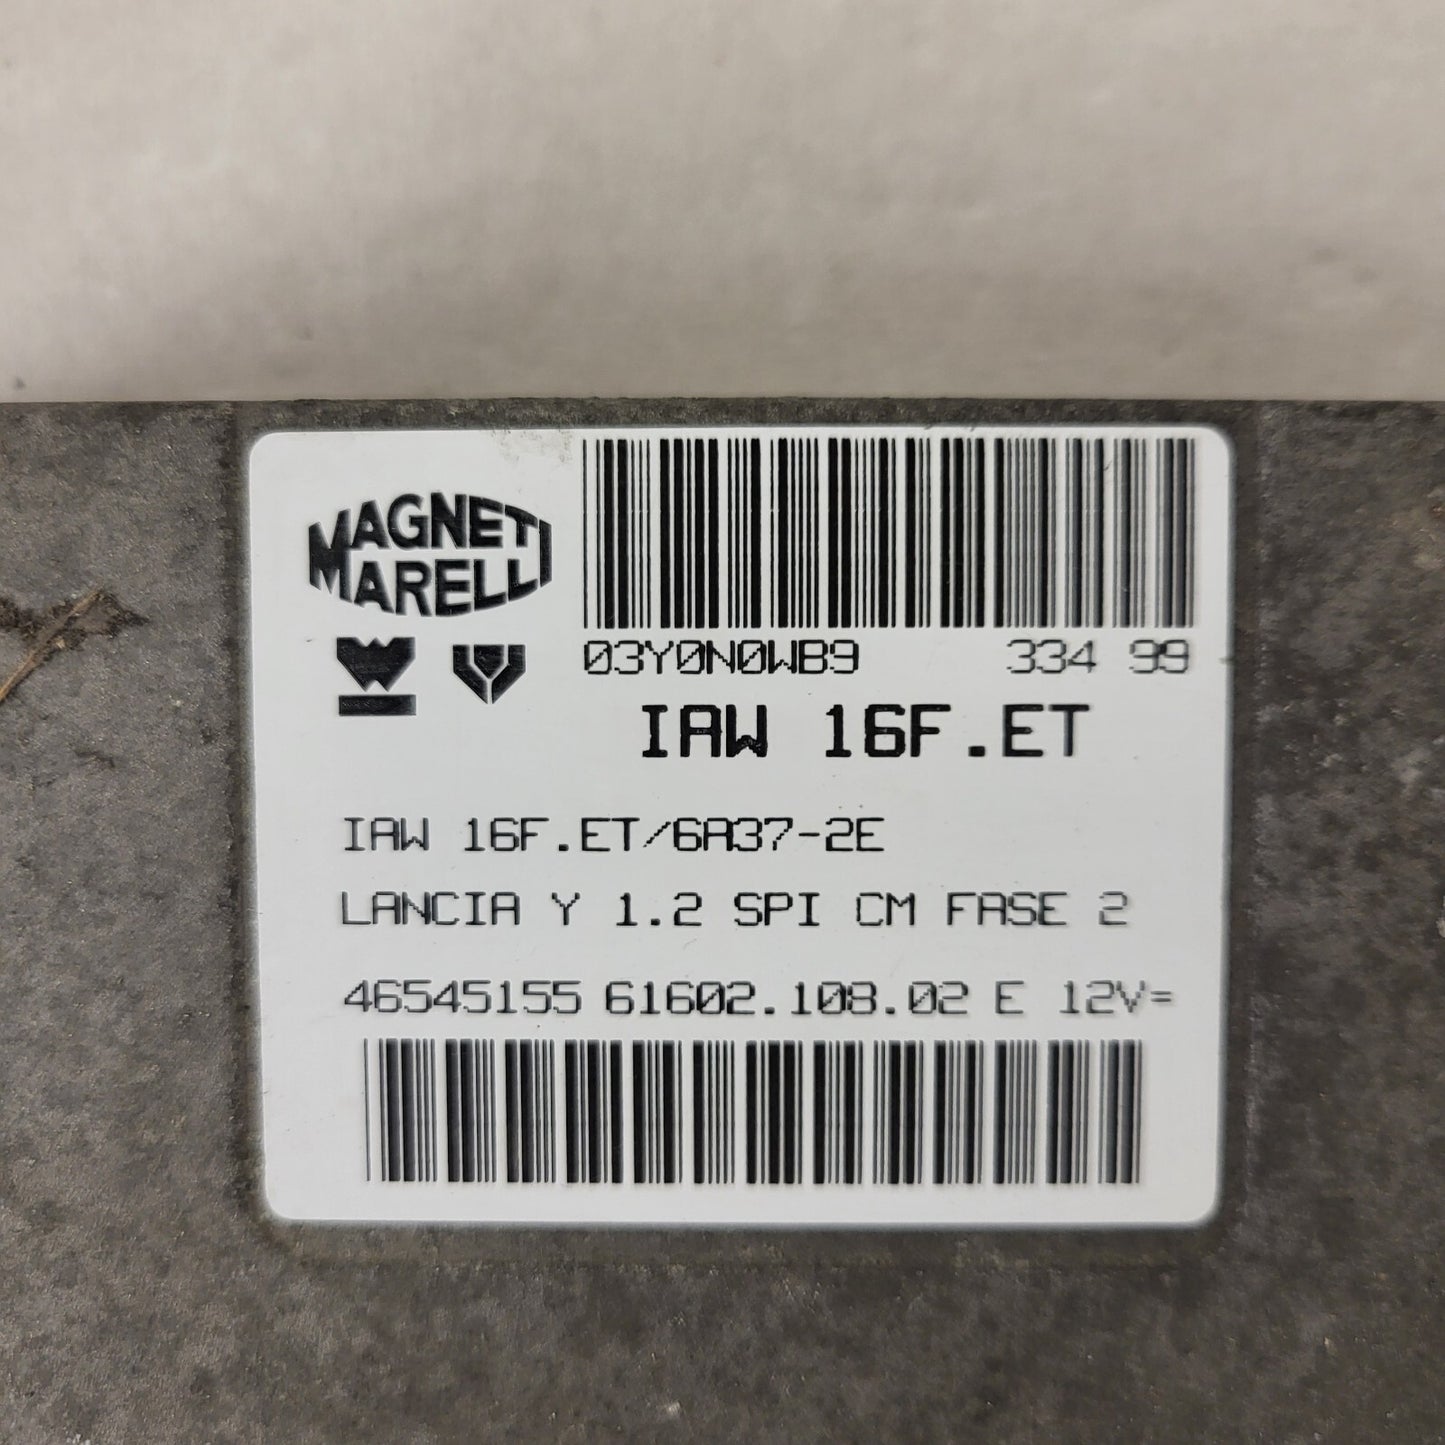 MAGNETI
MARELLI
03Y0N0WB9 334 99
IAW 16F.ET
IAW 16F.ET/6A37-2E
LANCIA Y 1.2 SPI CM FASE 2
46545155 61602.108.02 E 12V=